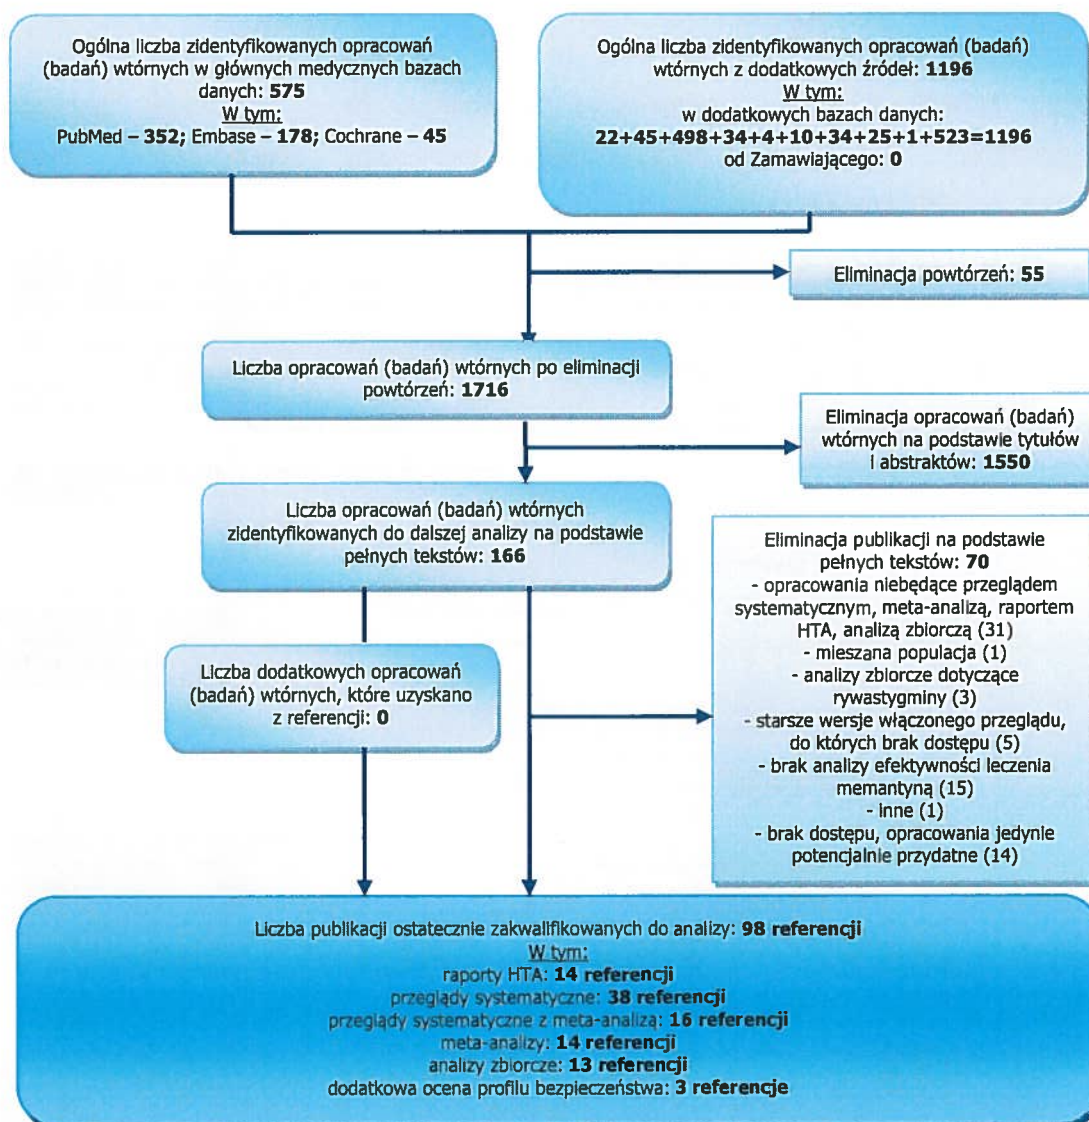 Ogólna liczba zidentyfikowanych opracowań
(badań) wtórnych w głównych medycznych bazach
danych: 575
W tym:
PubMed – 352; Embase – 178; Cochrane – 45
Ogólna liczba zidentyfikowanych opracowań (badań)
wtórnych z dodatkowych źródeł: 1196
W tym:
w dodatkowych bazach danych:
22+45+498+34+4+10+34+25+1+523=1196
od Zamawiającego: 0
Eliminacja powtórzeń: 55
Liczba opracowań (badań) wtórnych po eliminacji
powtórzeń: 1716
Eliminacja opracowań (badań)
wtórnych na podstawie tytułów
i abstraktów: 1550
Liczba opracowań (badań) wtórnych
zidentyfikowanych do dalszej analizy na podstawie
pełnych tekstów: 166
Eliminacja publikacji na podstawie
pełnych tekstów: 70
- opracowania niebędące przeglądem
systematycznym, meta-analizą, raportem
HTA, analizą zbiorczą (31)
- mieszana populacja (1)
- analizy zbiorcze dotyczące
rywastygminy (3)
- starsze wersje włączonego przeglądu,
do których brak dostępu (5)
- brak analizy efektywności leczenia
memantyną (15)
- inne (1)
- brak dostępu, opracowania jedynie
potencjalnie przydatne (14)
Liczba dodatkowych opracowań
(badań) wtórnych, które uzyskano
z referencji: 0
Liczba publikacji ostatecznie zakwalifikowanych do analizy: 98 referencji
W tym:
raporty HTA: 14 referencji
przeglądy systematyczne: 38 referencji
przeglądy systematyczne z meta-analizą: 16 referencji
meta-analizy: 14 referencji
analizy zbiorcze: 13 referencji
dodatkowa ocena profilu bezpieczeństwa: 3 referencje